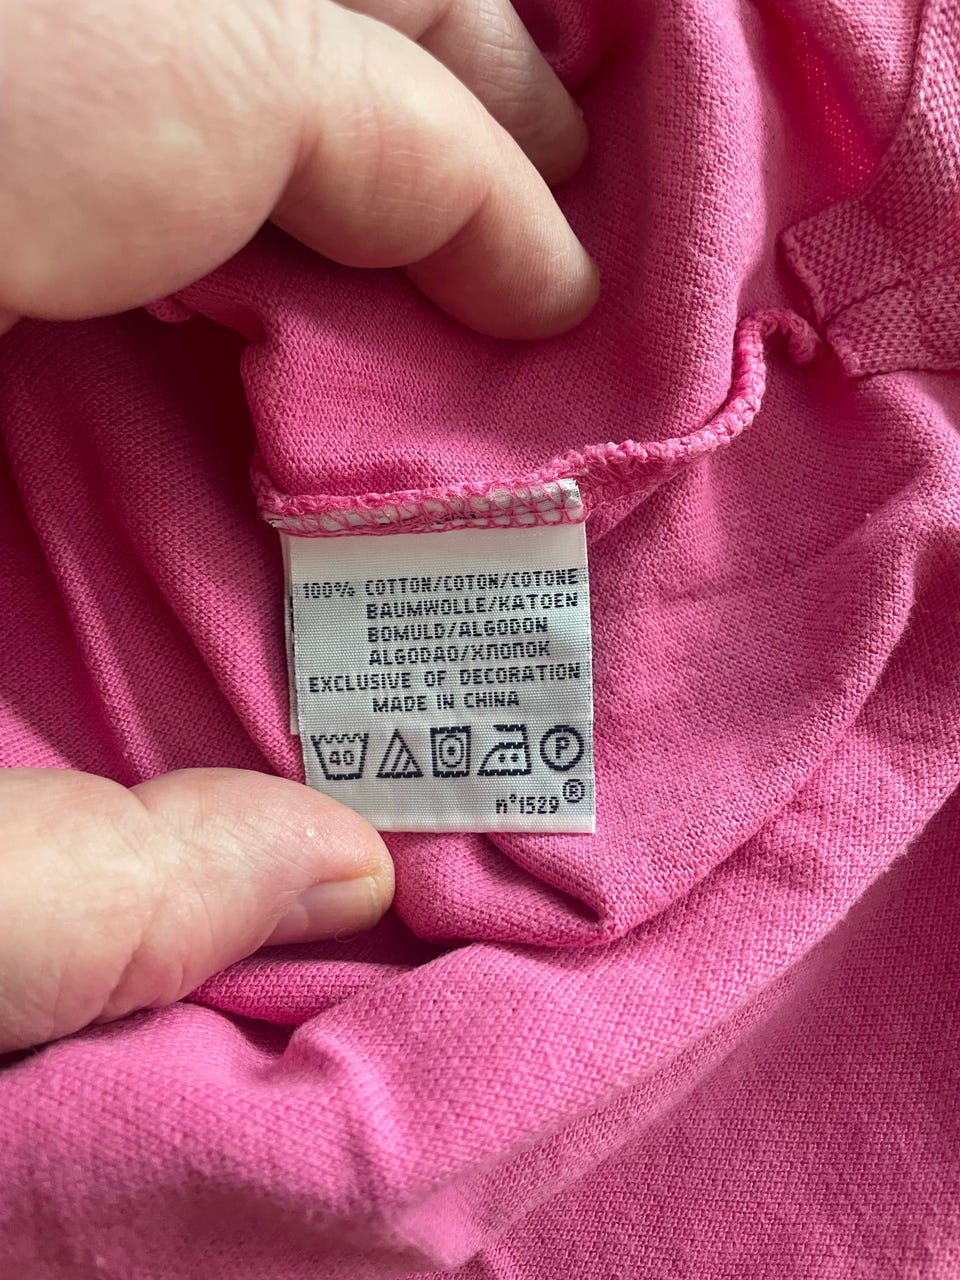 100% COTTON/COTON/COTONE
BAUMWOLLE/KATOEN
BOMULD/ALGODON
ALGODAO/ХЛОПОК
EXCLUSIVE OF DECORATION
MADE IN CHINA
40 P
n°1529®